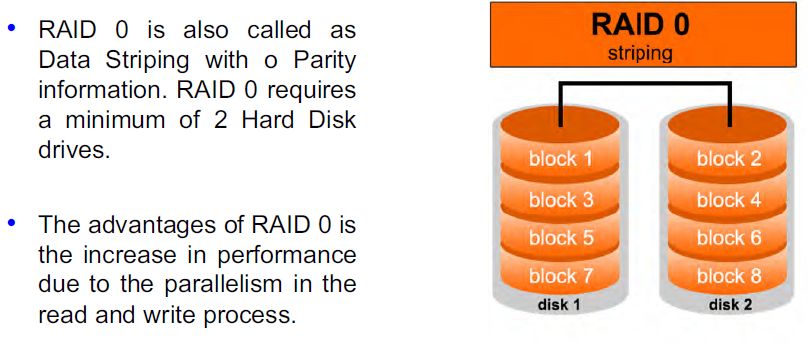 • RAID 0 is also called as
Data Striping with o Parity
information. RAID 0 requires
a minimum of 2 Hard Disk
drives.
• The advantages of RAID 0 is
the increase in performance
due to the parallelism in the
read and write process.
RAID 0
striping
block 1 block 2
block 3 block 4
block 5 block 6
block 7 block 8
disk 1 disk 2